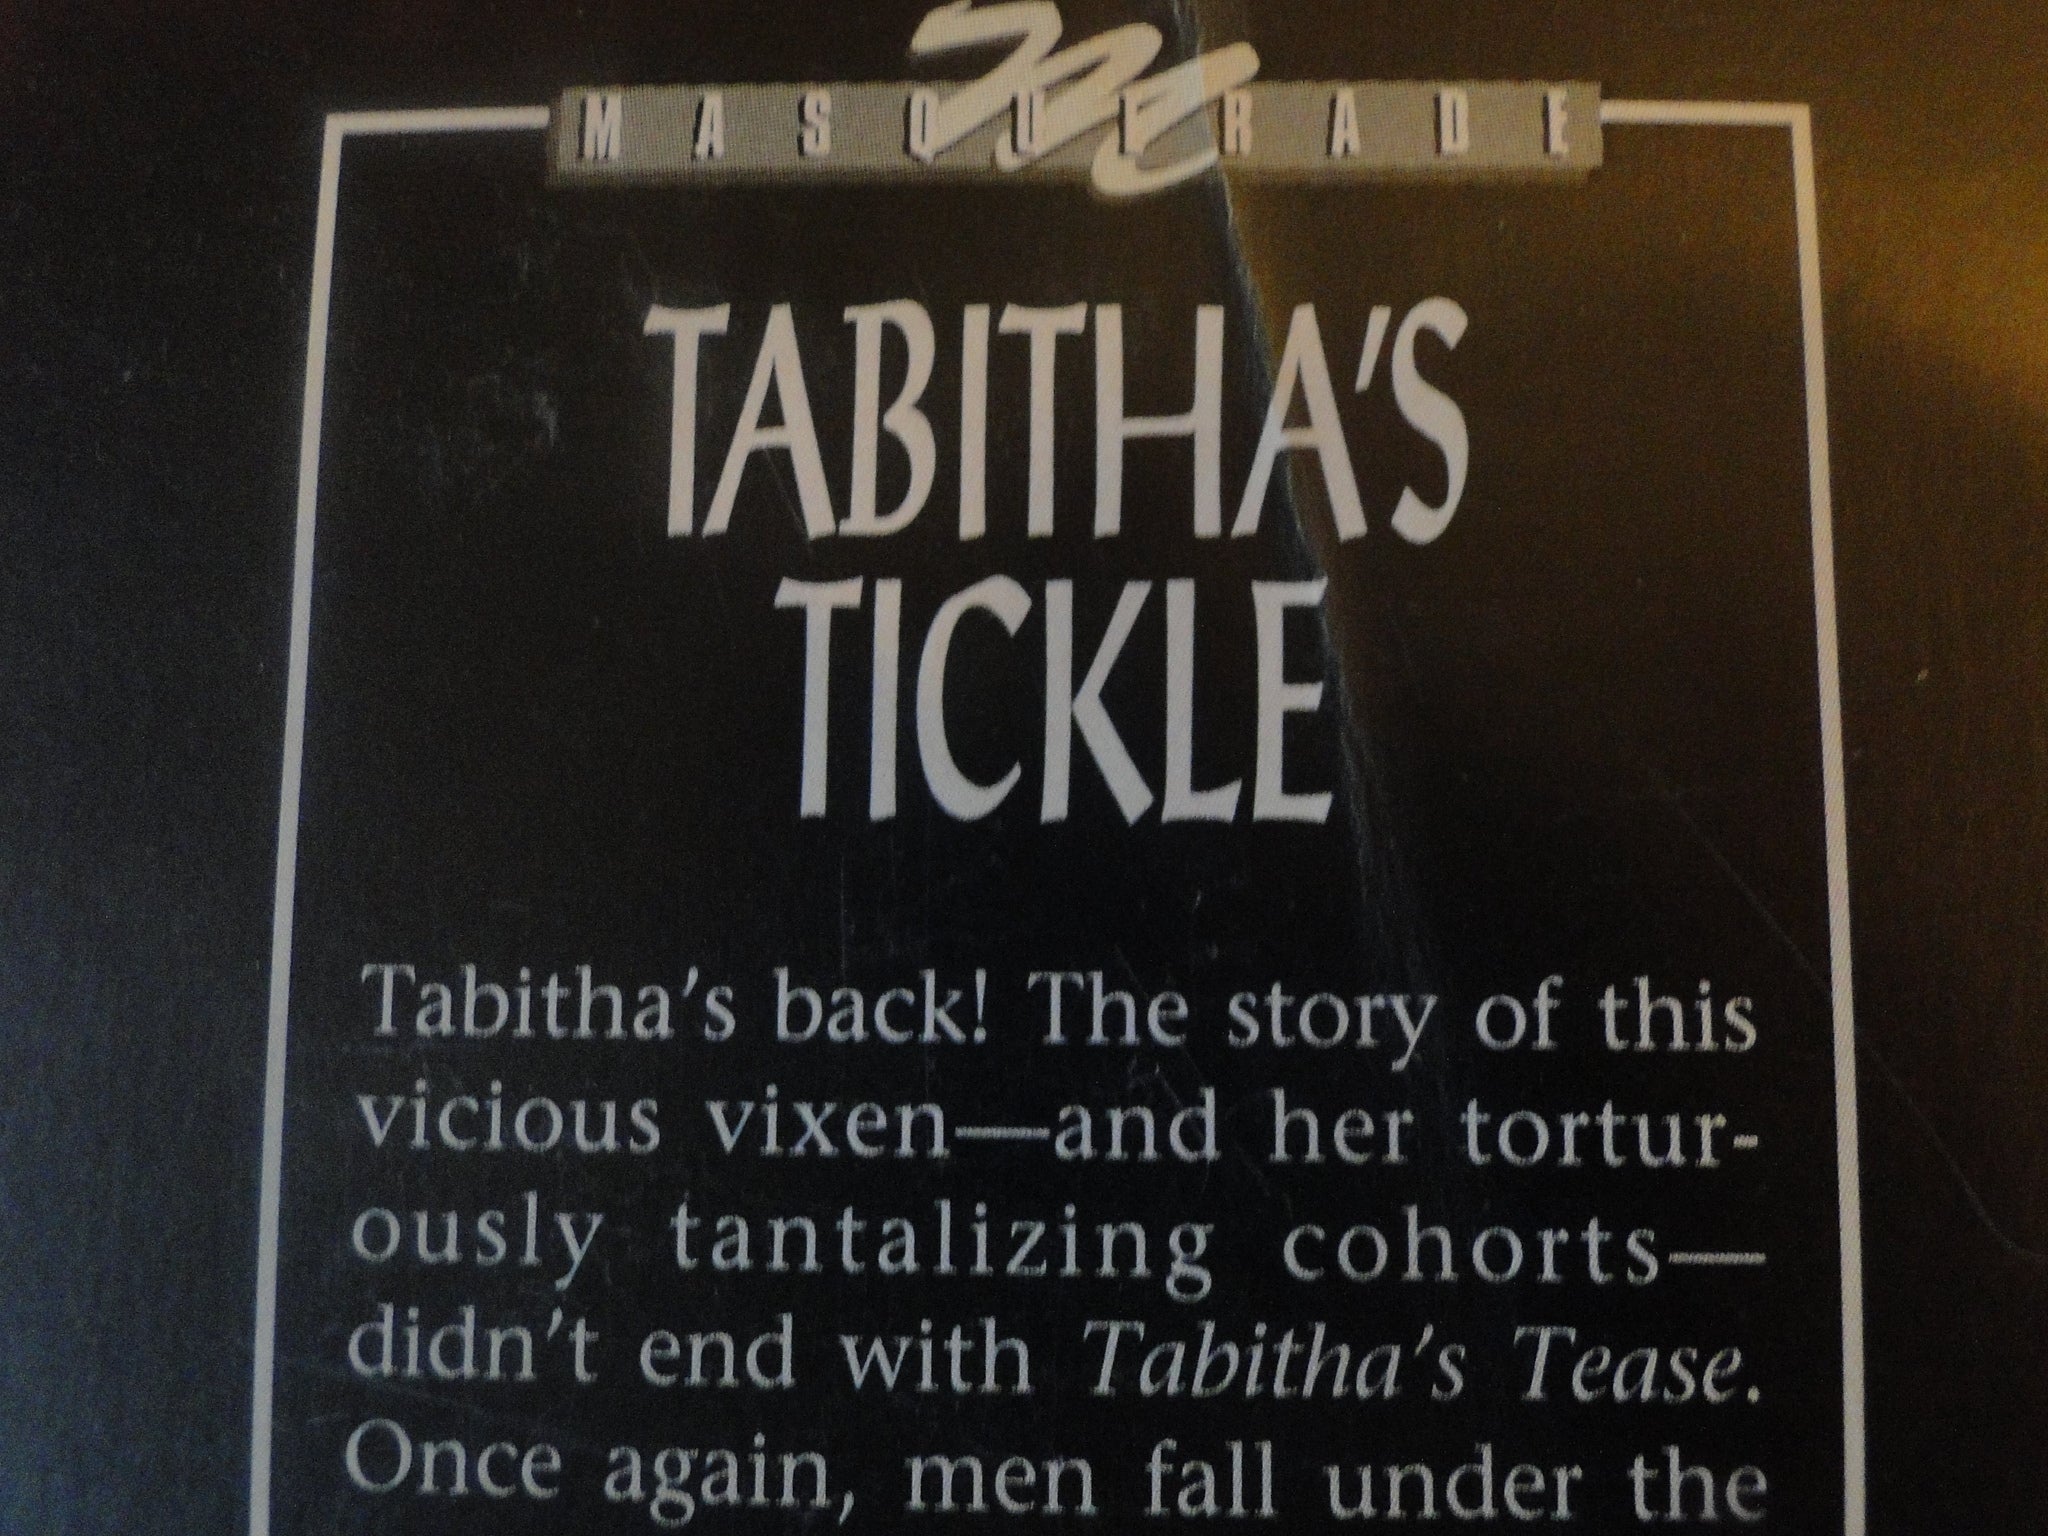 MASQUERADE
TABITHA'S
TICKLE
Tabitha's back! The story of this
vicious vixen—and her tortur-
ously tantalizing cohorts—
didn't end with Tabitha's Tease.
Once again, men fall under the